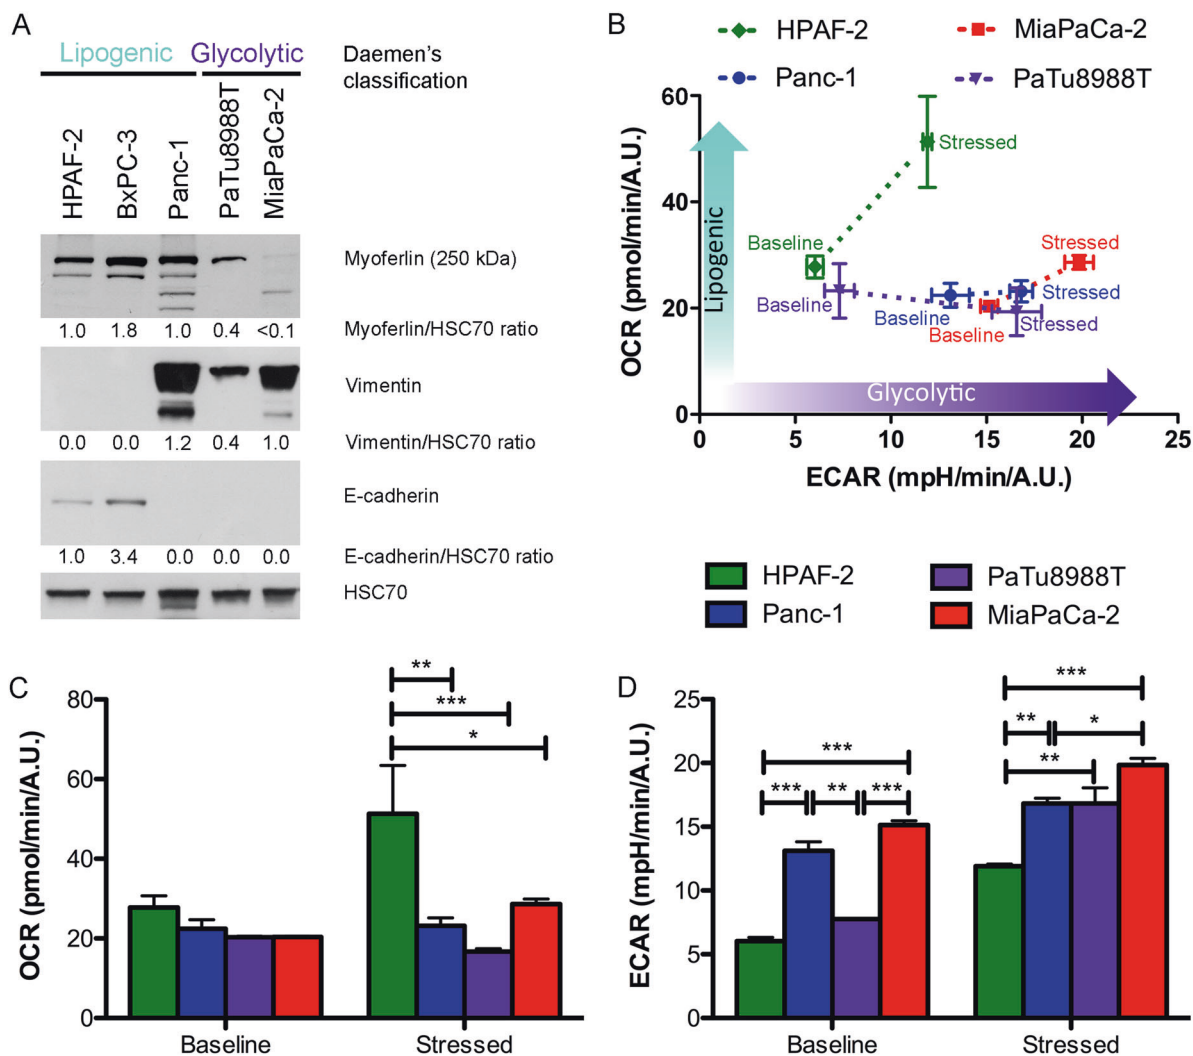 A
Lipogenic Glycolytic
Daemen's
classification
HPAF-2
BxPC-3
Panc-1
PaTu8988T
MiaPaCa-2
Myoferlin (250 kDa)
1.0 1.8 1.0 0.4 <0.1 Myoferlin/HSC70 ratio
Vimentin
0.0 0.0 1.2 0.4 1.0 Vimentin/HSC70 ratio
E-cadherin
1.0 3.4 0.0 0.0 0.0 E-cadherin/HSC70 ratio
HSC70
B
HPAF-2 MiaPaCa-2
Panc-1 PaTu8988T
OCR (pmol/min/A.U.)
60
40
20
0
Lipogenic
Glycolytic
Stressed
Baseline
Stressed
Baseline
Stressed
Baseline
Stressed
Baseline
0 5 10 15 20 25
ECAR (mpH/min/A.U.)
HPAF-2 PaTu8988T
Panc-1 MiaPaCa-2
C
OCR (pmol/min/A.U.)
80
60
40
20
0
**
***
*
Baseline Stressed
D
ECAR (mpH/min/A.U.)
25
20
15
10
5
0
***
*** ** ***
***
** *
**
Baseline Stressed